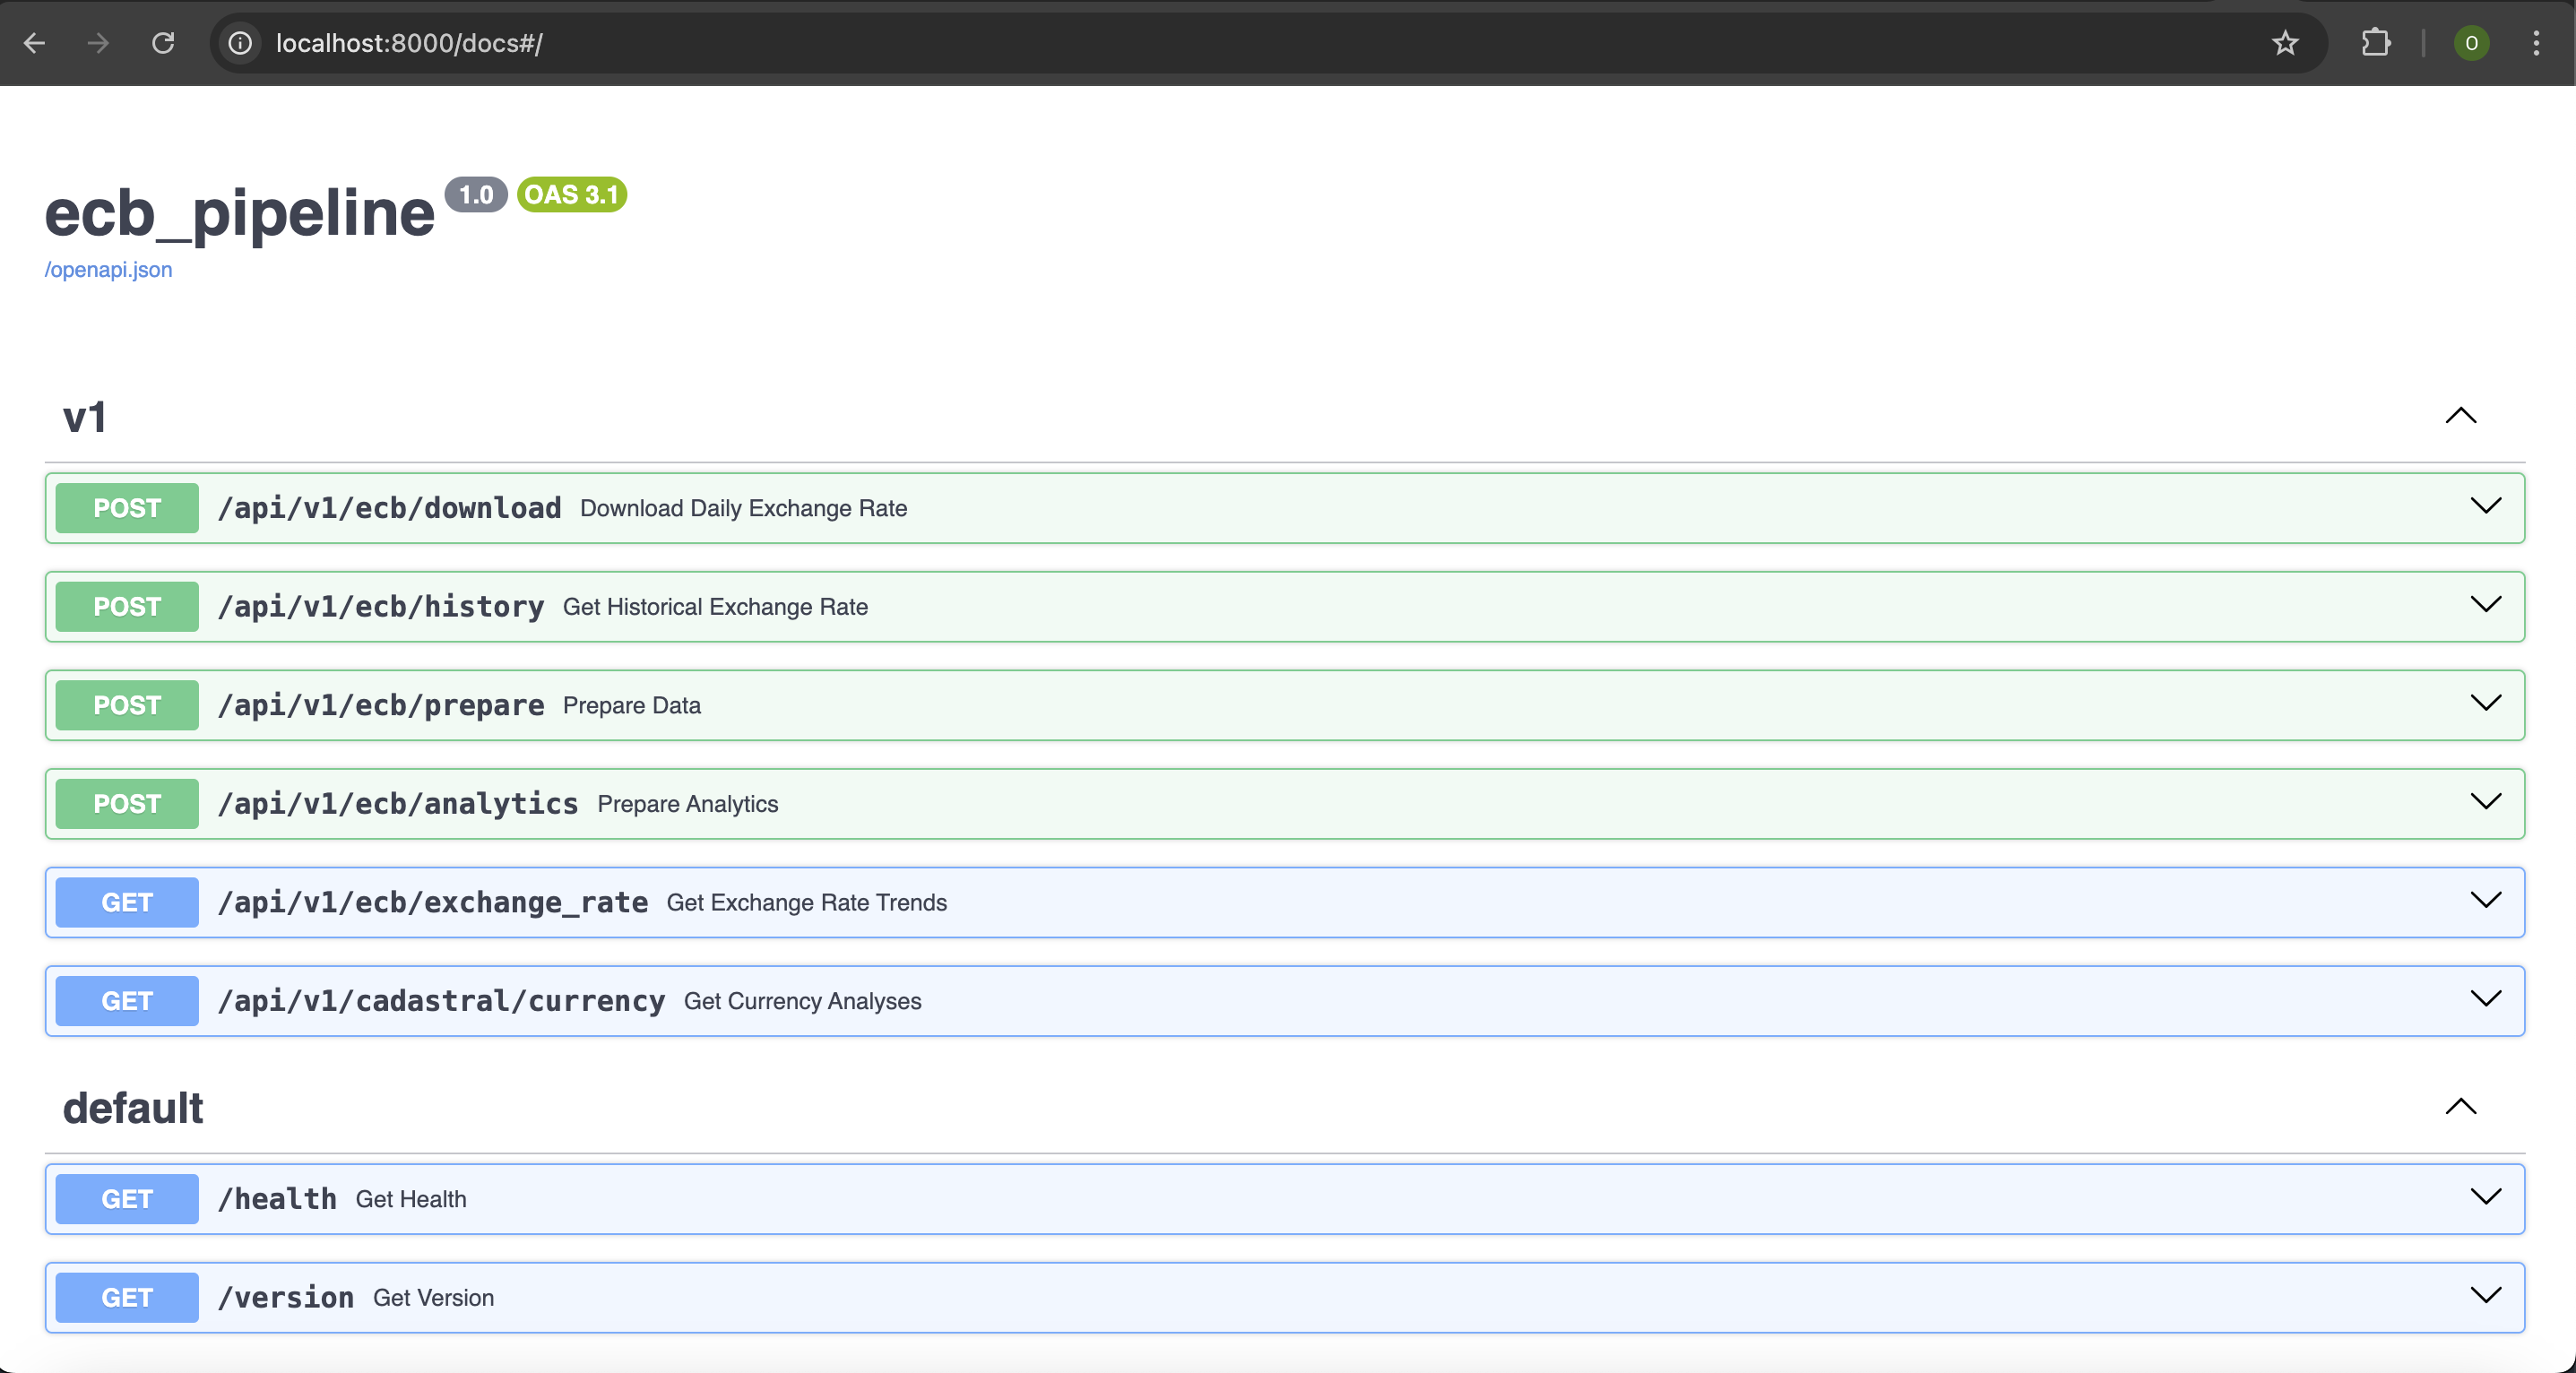 localhost:8000/docs#/
O
ecb_pipeline 1.0 OAS 3.1
/openapi.json
v1
POST /api/v1/ecb/download Download Daily Exchange Rate
POST /api/v1/ecb/history Get Historical Exchange Rate
POST /api/v1/ecb/prepare Prepare Data
POST /api/v1/ecb/analytics Prepare Analytics
GET /api/v1/ecb/exchange_rate Get Exchange Rate Trends
GET /api/v1/cadastral/currency Get Currency Analyses
default
GET /health Get Health
GET /version Get Version